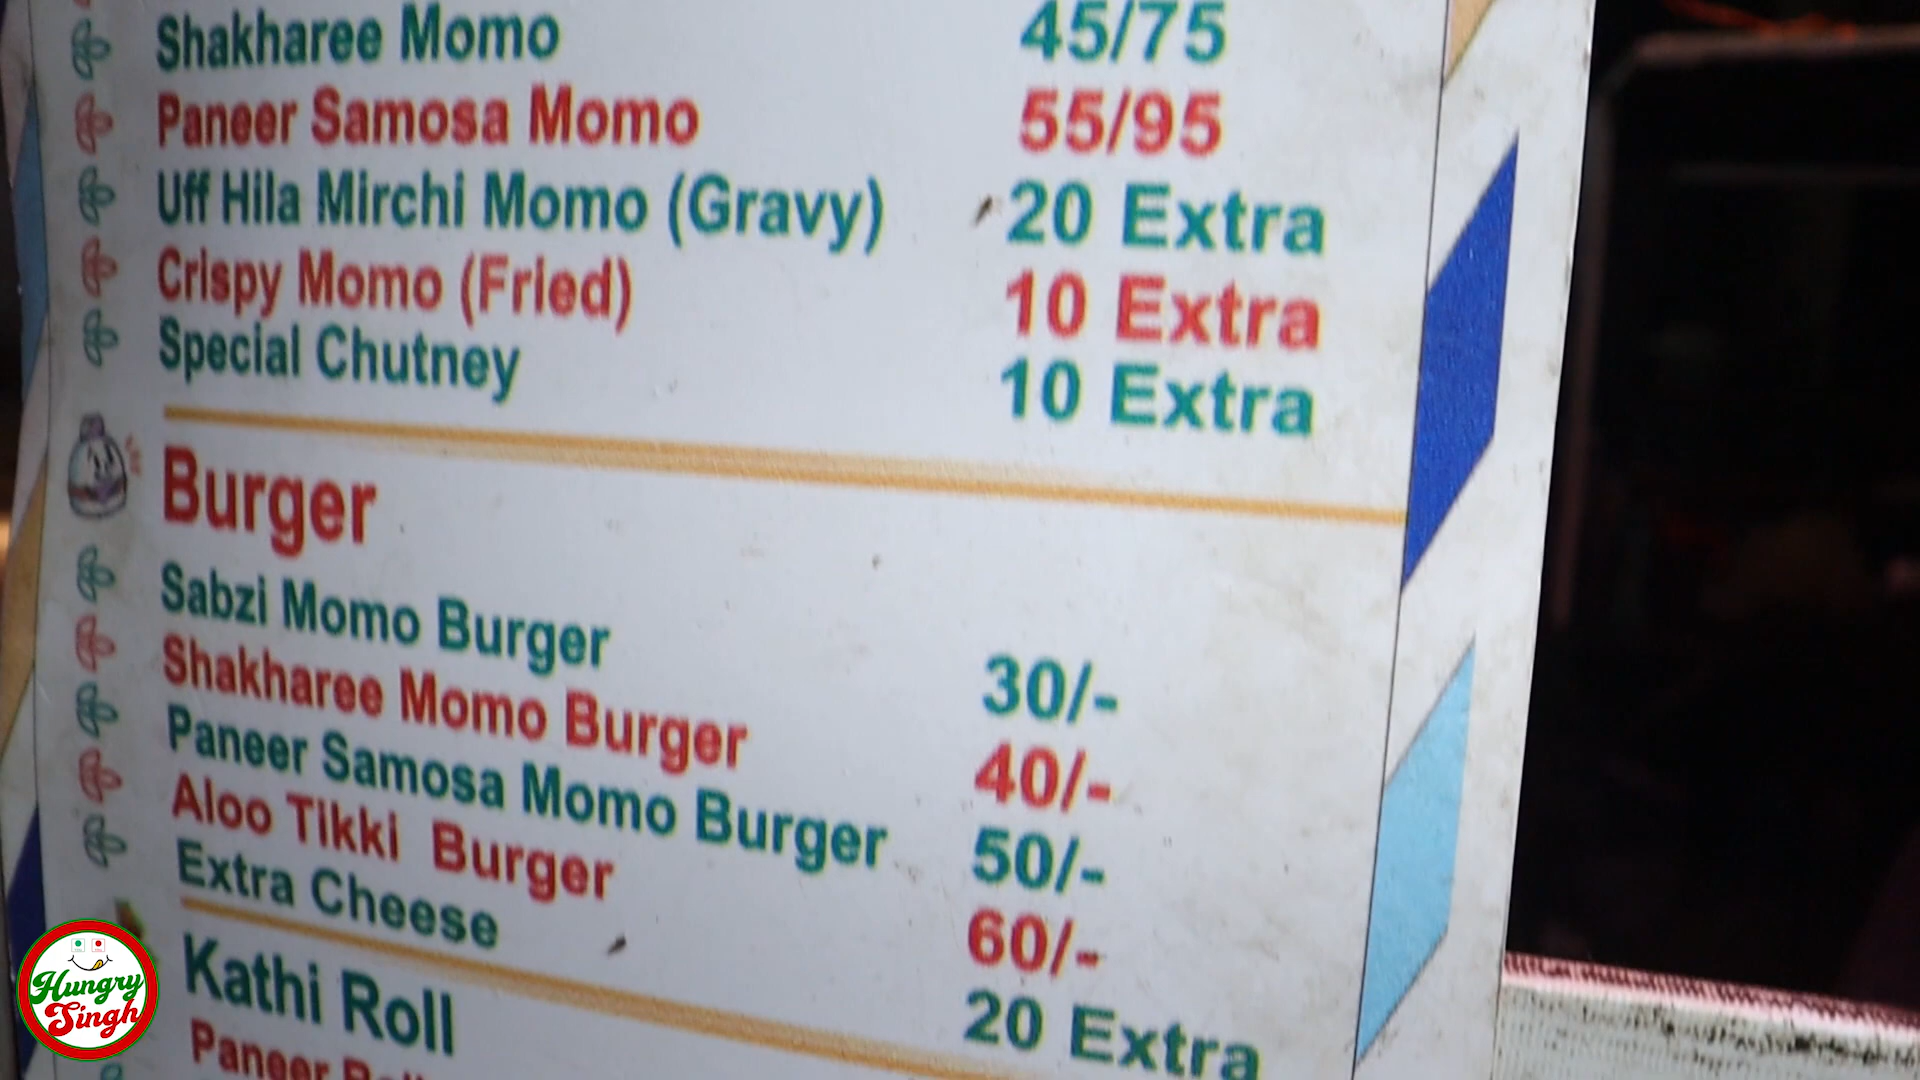 Shakharee Momo 45/75
Paneer Samosa Momo 55/95
Uff Hila Mirchi Momo (Gravy) 20 Extra
Crispy Momo (Fried) 10 Extra
Special Chutney 10 Extra
Burger
Sabzi Momo Burger 30/-
Shakharee Momo Burger 40/-
Paneer Samosa Momo Burger 50/-
Aloo Tikki Burger 60/-
Extra Cheese 20 Extra
Kathi Roll
Paneer
Hungry
Singh